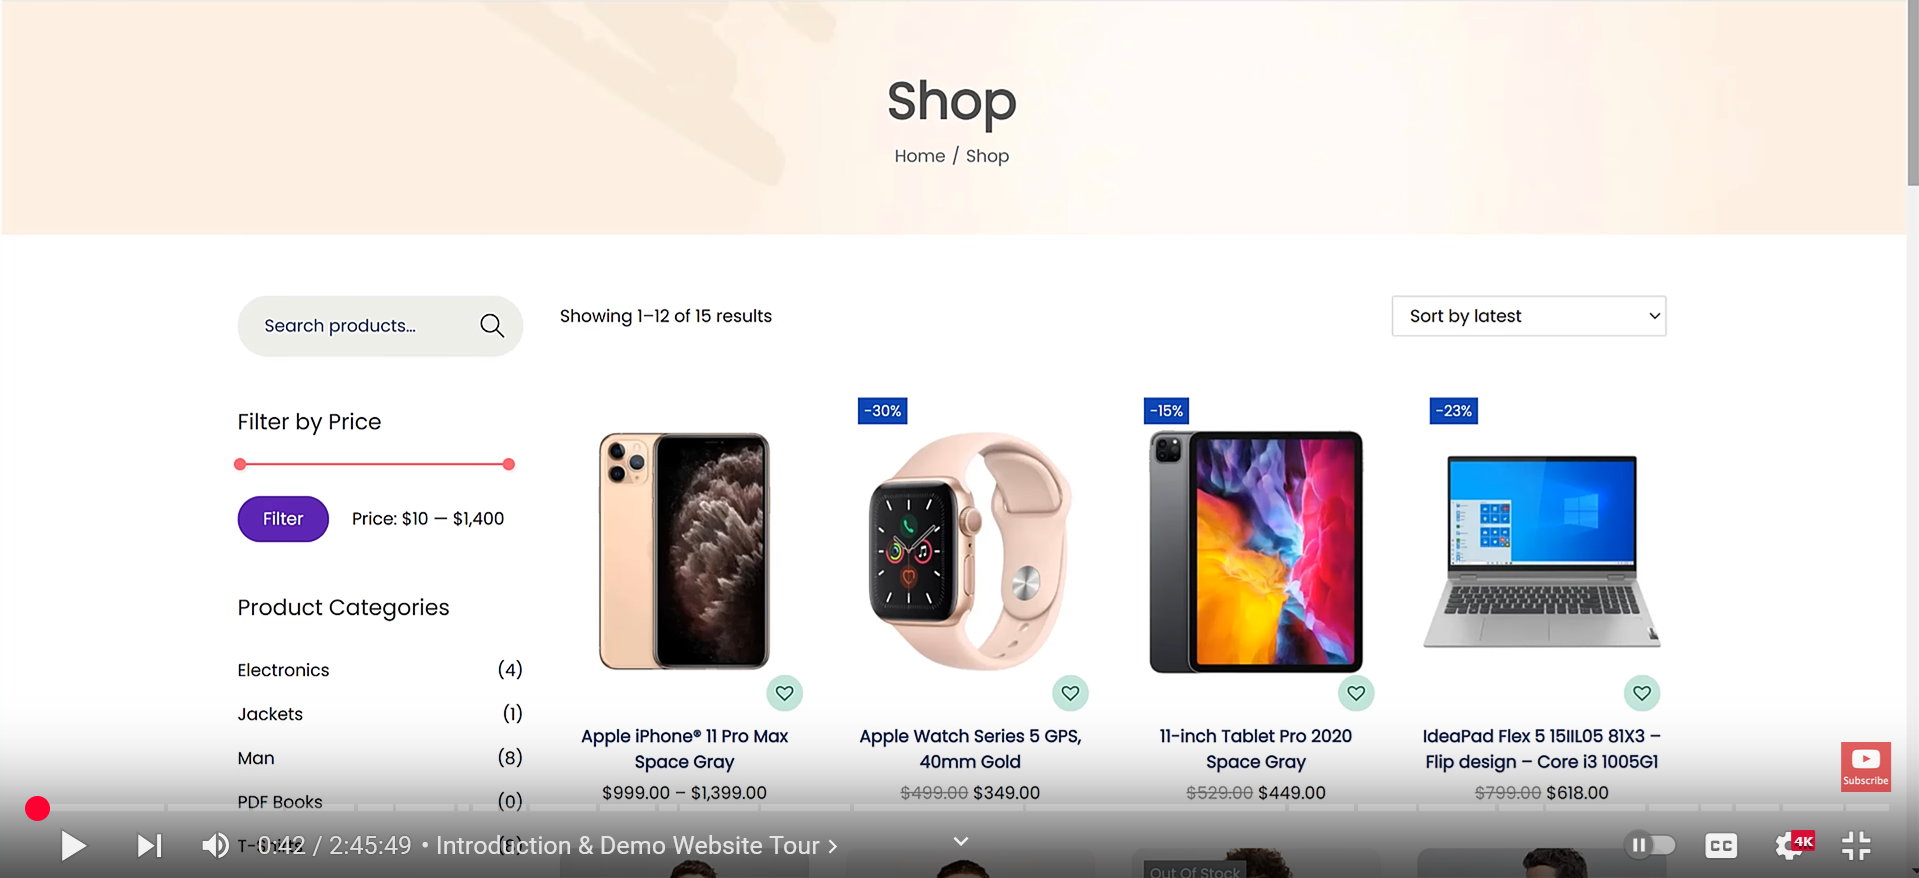 Shop
Home / Shop
Search products...
Showing 1–12 of 15 results
Sort by latest
Filter by Price
Filter
Price: $10 — $1,400
Product Categories
Electronics (4)
Jackets (1)
Man (8)
PDF Books (0)
T-Shirts (8)
-30%
-15%
-23%
Apple iPhone® 11 Pro Max
Space Gray
$999.00 – $1,399.00
Apple Watch Series 5 GPS,
40mm Gold
$499.00 $349.00
11-inch Tablet Pro 2020
Space Gray
$529.00 $449.00
IdeaPad Flex 5 15IIL05 81X3 –
Flip design – Core i3 1005G1
$799.00 $618.00
Out Of Stock
Subscribe
0:42 / 2:45:49 • Introduction & Demo Website Tour ›
CC
4K